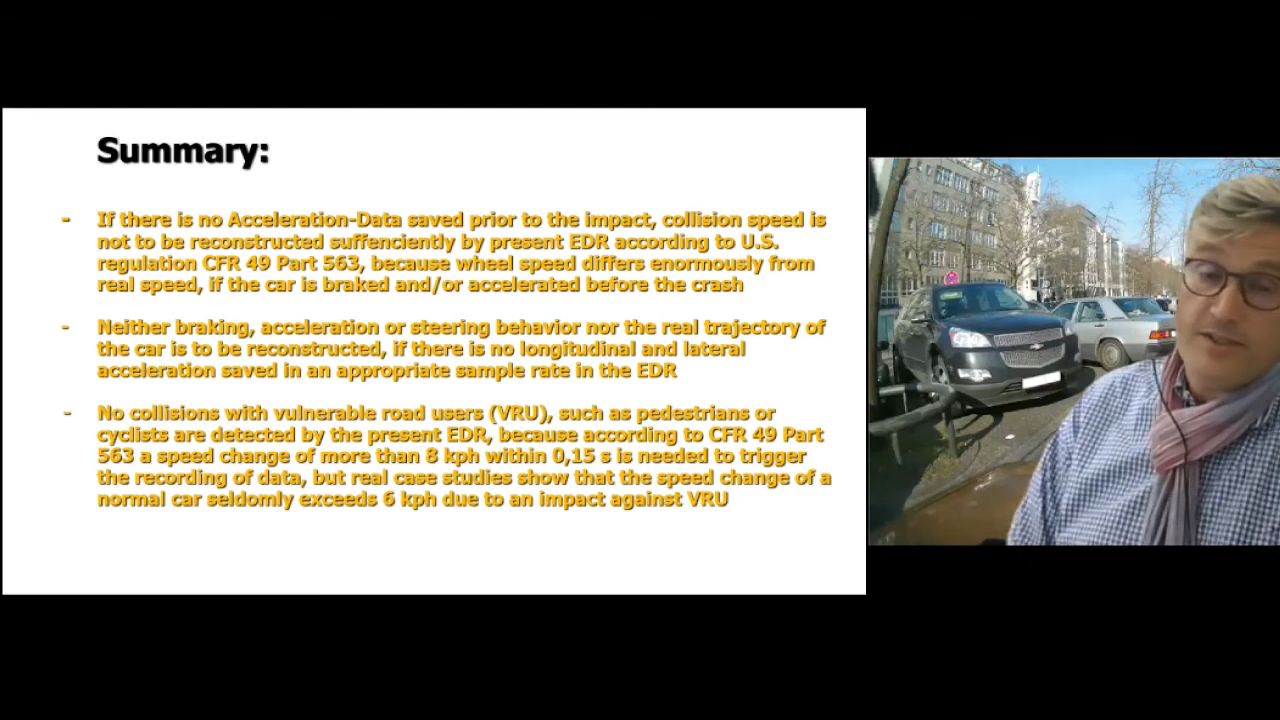 Summary:
- If there is no Acceleration-Data saved prior to the impact, collision speed is
not to be reconstructed suffenciently by present EDR according to U.S.
regulation CFR 49 Part 563, because wheel speed differs enormously from
real speed, if the car is braked and/or accelerated before the crash
- Neither braking, acceleration or steering behavior nor the real trajectory of
the car is to be reconstructed, if there is no longitudinal and lateral
acceleration saved in an appropriate sample rate in the EDR
- No collisions with vulnerable road users (VRU), such as pedestrians or
cyclists are detected by the present EDR, because according to CFR 49 Part
563 a speed change of more than 8 kph within 0,15 s is needed to trigger
the recording of data, but real case studies show that the speed change of a
normal car seldomly exceeds 6 kph due to an impact against VRU